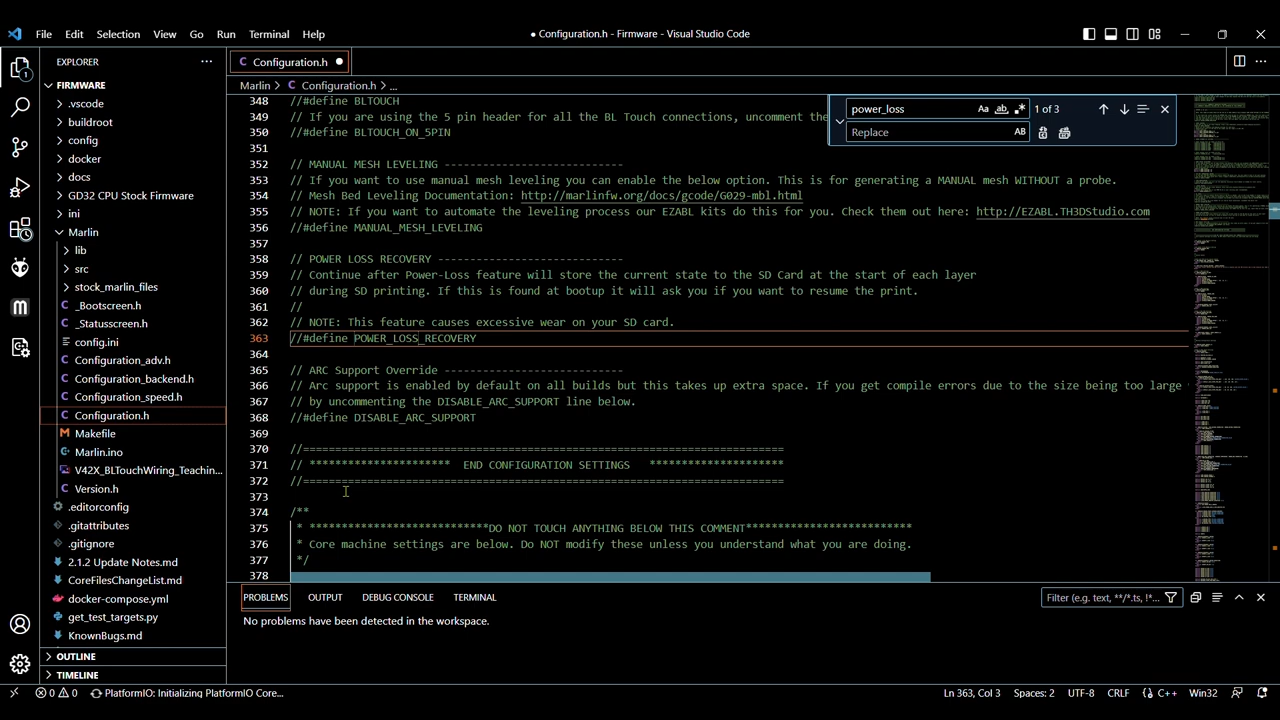 File Edit Selection View Go Run Terminal Help
● Configuration.h - Firmware - Visual Studio Code
EXPLORER
FIRMWARE
.vscode
buildroot
config
docker
docs
GD32 CPU Stock Firmware
ini
Marlin
lib
src
stock_marlin_files
_Bootscreen.h
_Statusscreen.h
config.ini
Configuration_adv.h
Configuration_backend.h
Configuration_speed.h
Configuration.h
Makefile
Marlin.ino
V42X_BLTouchWiring_Teachin...
Version.h
.editorconfig
.gitattributes
.gitignore
2.1.2 Update Notes.md
CoreFilesChangeList.md
docker-compose.yml
get_test_targets.py
KnownBugs.md
OUTLINE
TIMELINE
Configuration.h
Marlin > Configuration.h > ...
power_loss
Aa ab 1 of 3
Replace AB
348 //#define BLTOUCH
349 // If you are using the 5 pin header for all the BL Touch connections, uncomment the
350 //#define BLTOUCH_ON_5PIN
351
352 // MANUAL MESH LEVELING -----------------------------
353 // If you want to use manual mesh leveling you can enable the below option. This is for generating a MANUAL mesh WITHOUT a probe.
354 // Mesh Bed Leveling Documentation: http://marlinfw.org/docs/gcode/G029-mbl.html
355 // NOTE: If you want to automate the leveling process our EZABL kits do this for you. Check them out here: http://EZABL.TH3DStudio.com
356 //#define MANUAL_MESH_LEVELING
357
358 // POWER LOSS RECOVERY -----------------------------
359 // Continue after Power-Loss feature will store the current state to the SD Card at the start of each layer
360 // during SD printing. If this is found at bootup it will ask you if you want to resume the print.
361 //
362 // NOTE: This feature causes excessive wear on your SD card.
363 //#define POWER_LOSS_RECOVERY
364
365 // ARC Support Override -----------------------------
366 // Arc support is enabled by default on all builds but this takes up extra space. If you get compile errors due to the size being too large
367 // by uncommenting the DISABLE_ARC_SUPPORT line below.
368 //#define DISABLE_ARC_SUPPORT
369
370 //===========================================================================
371 // ********************** END CONFIGURATION SETTINGS *********************
372 //===========================================================================
373
374 /**
375 * ****************************DO NOT TOUCH ANYTHING BELOW THIS COMMENT**************************
376 * Core machine settings are below. Do NOT modify these unless you understand what you are doing.
377 */
378
PROBLEMS OUTPUT DEBUG CONSOLE TERMINAL
Filter (e.g. text, **/*.ts, !*...
No problems have been detected in the workspace.
0 0 PlatformIO: Initializing PlatformIO Core...
Ln 363, Col 3 Spaces: 2 UTF-8 CRLF C++ Win32